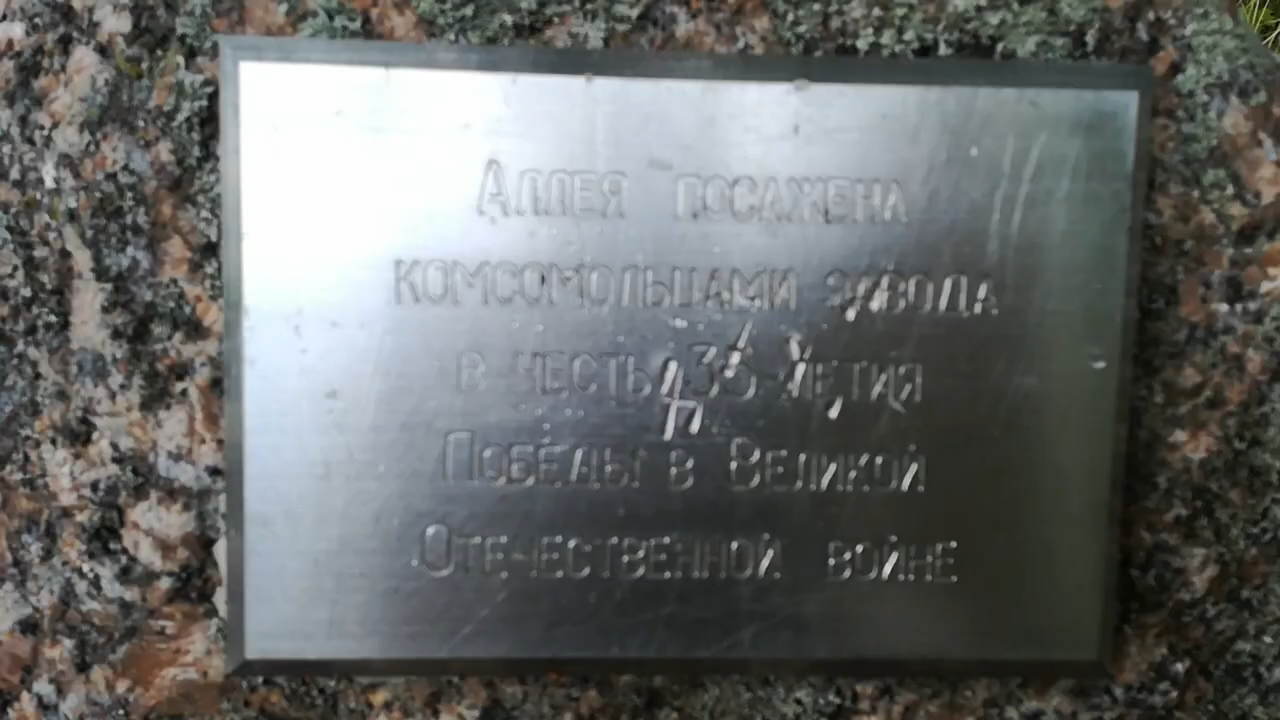 Аллея посажена
комсомольцами завода
в честь 35-летия
Победы в Великой
Отечественной войне